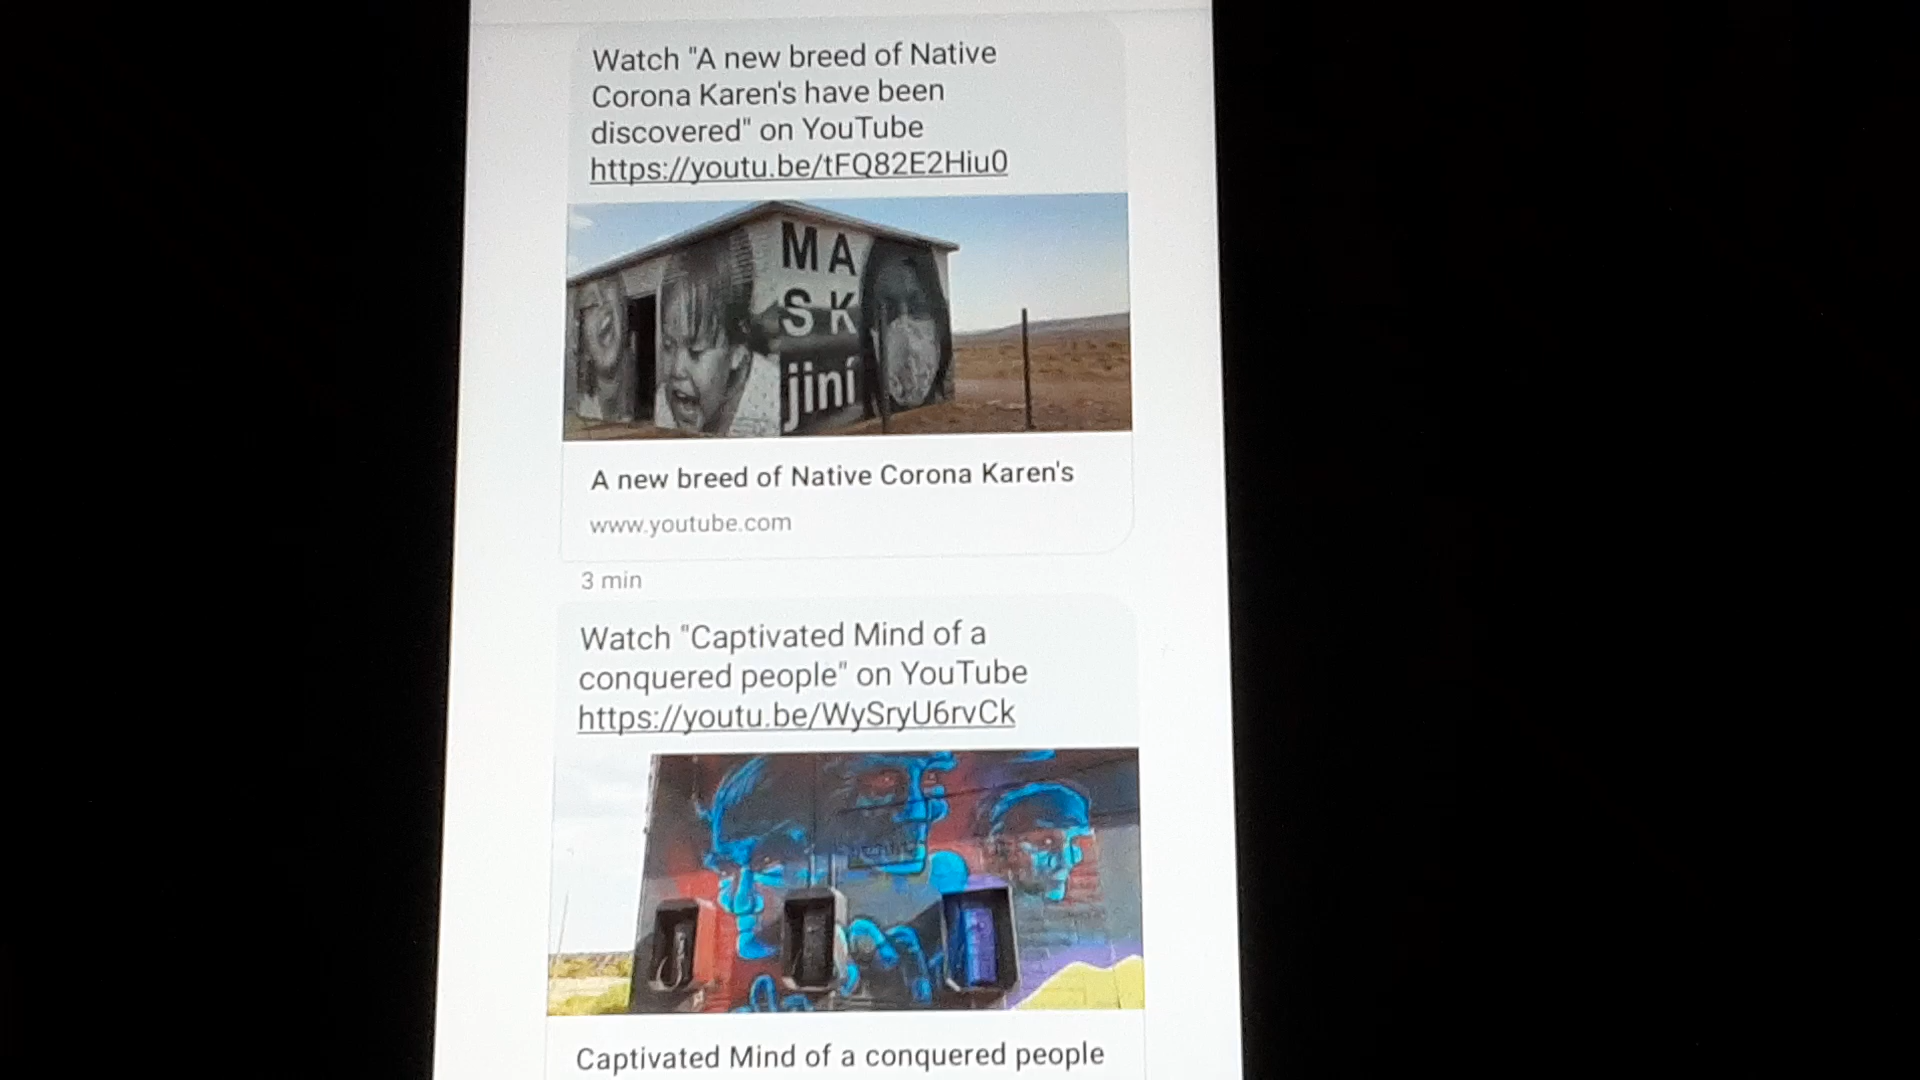 Watch "A new breed of Native
Corona Karen's have been
discovered" on YouTube
https://youtu.be/tFQ82E2Hiu0
MA
SK
jiní
A new breed of Native Corona Karen's
www.youtube.com
3 min
Watch "Captivated Mind of a
conquered people" on YouTube
https://youtu.be/WySryU6rvCk
Captivated Mind of a conquered people